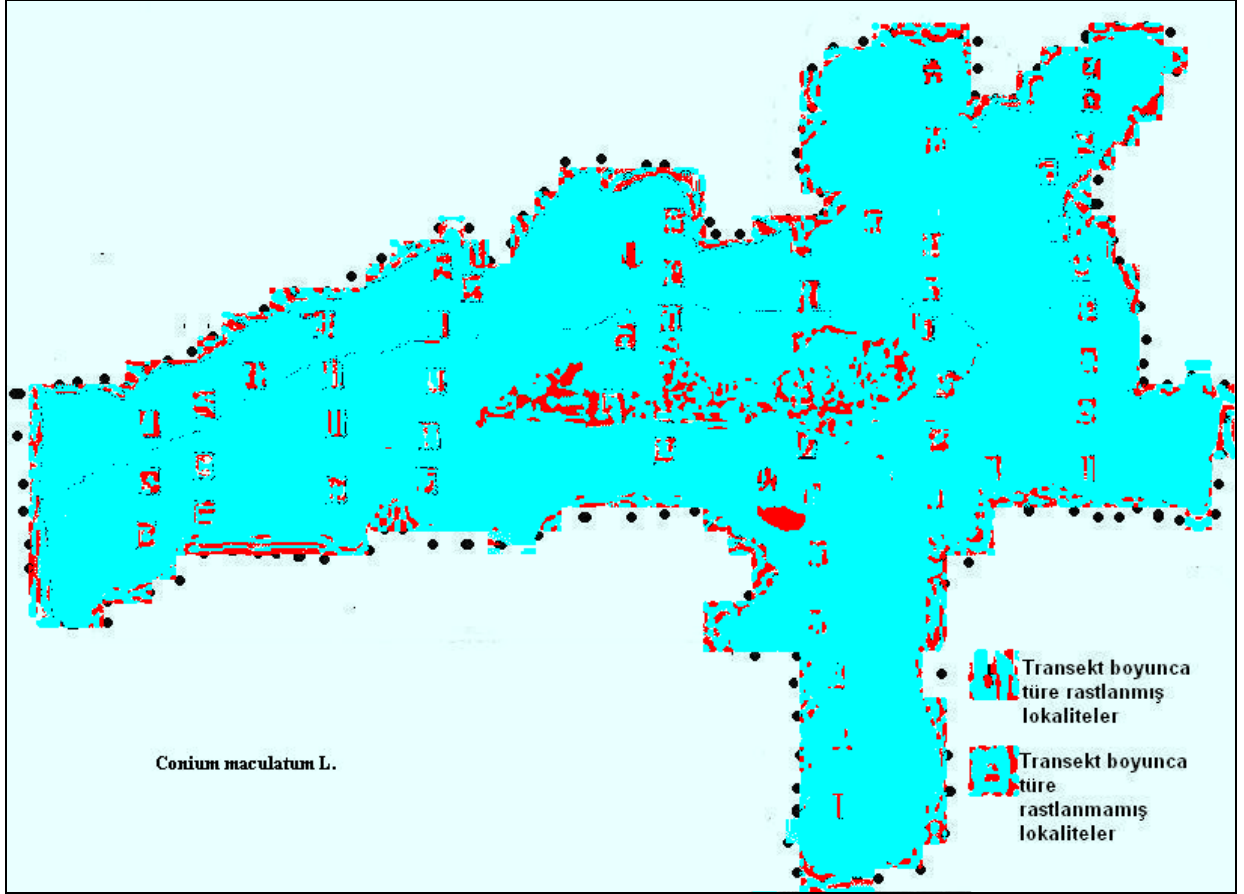 Transekt boyunca
türe rastlanmış
lokaliteler
Conium maculatum L.
Transekt boyunca
türe
rastlanmamış
lokaliteler